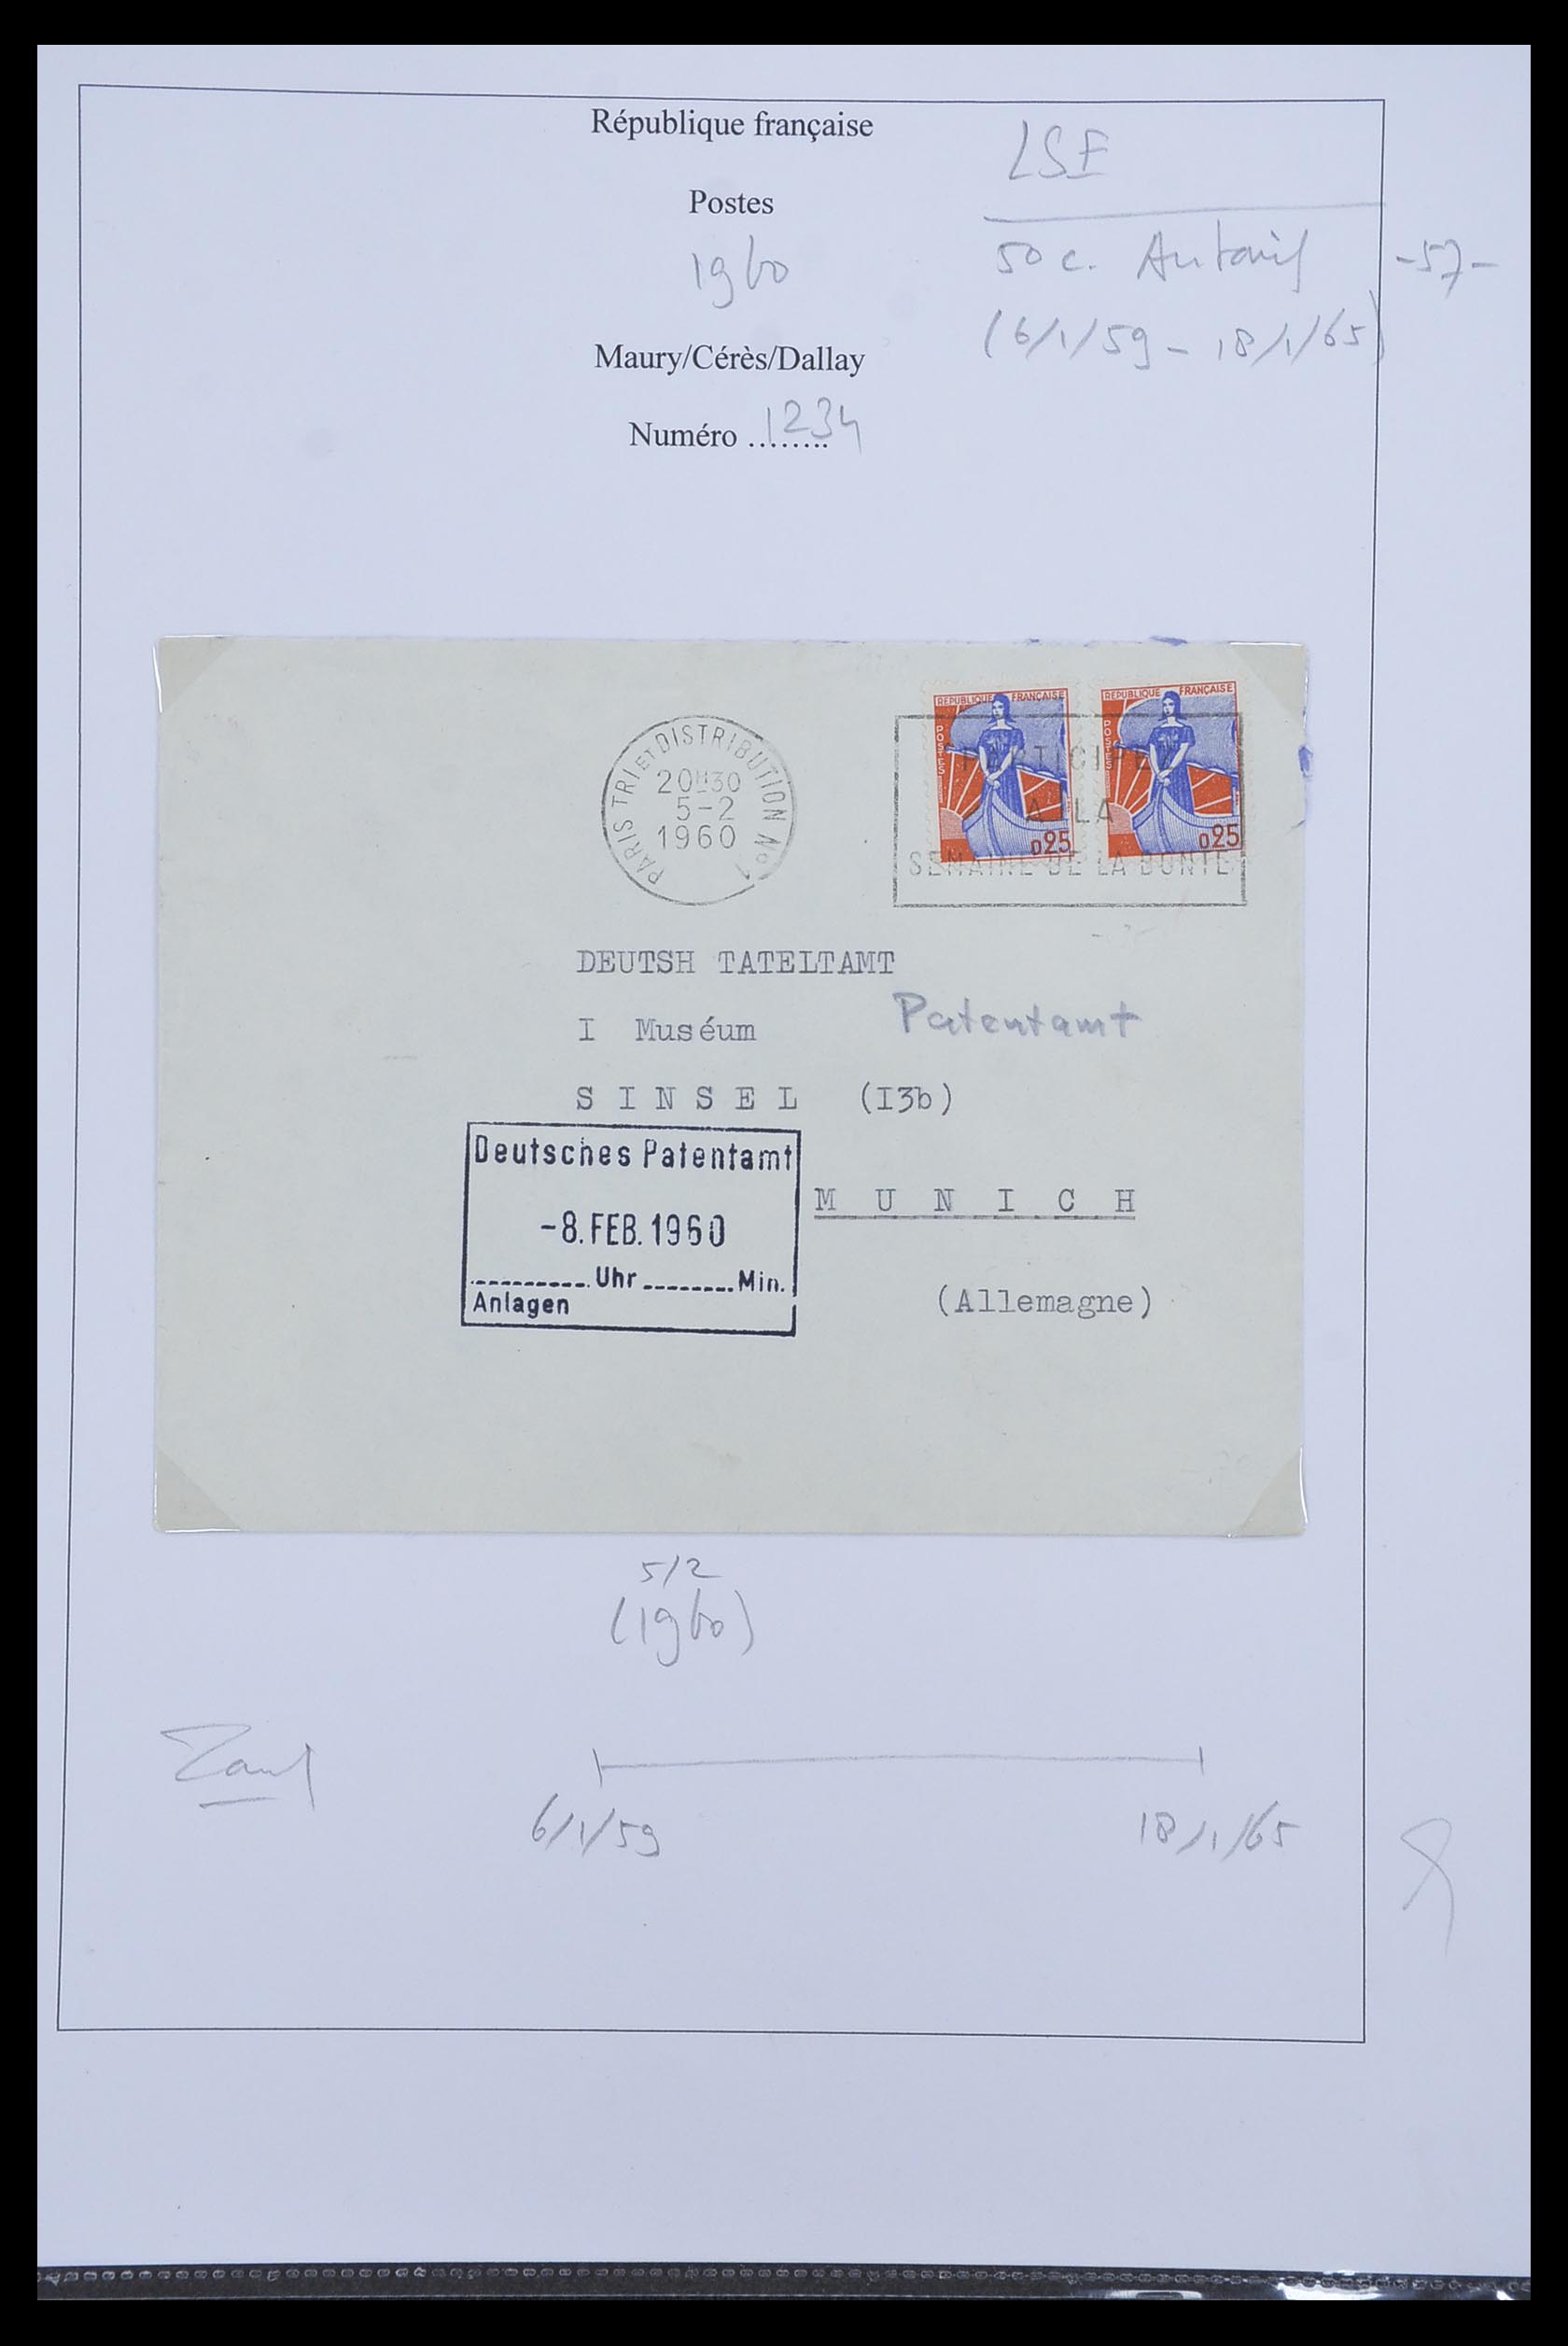 République française
LSE
Postes
1960
50 c. -57-
(6/1/59 - 18/1/65)
Maury/Cérès/Dallay
Numéro ........ 1234
REPUBLIQUE FRANÇAISE
POSTES
0,25
REPUBLIQUE FRANÇAISE
POSTES
0,25
PARIS TRI ET DISTRIBUTION No 1
20H30
5-2
1960
PARTICIPEZ
A LA
SEMAINE DE LA BONTE
DEUTSH TATELTAMT
Patentamt
I Muséum
S I N S E L (I3b)
Deutsches Patentamt
-8. FEB. 1960
Uhr Min.
Anlagen
M U N I C H
(Allemagne)
5/2
(1960)
6/1/59
18/1/65